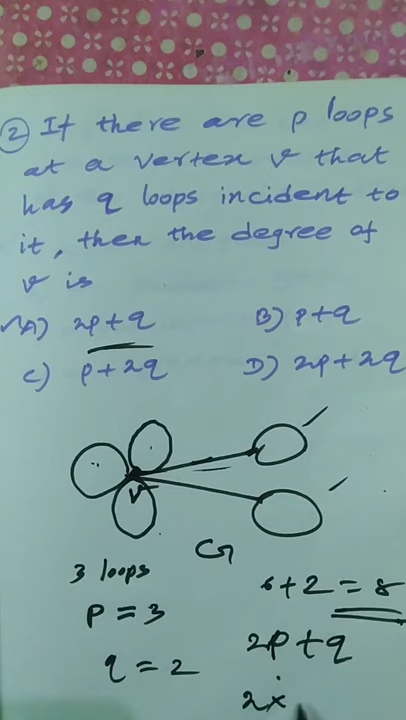 ② If there are p loops
at a vertex v that
has q loops incident to
it, then the degree of
v is
A) 2p+q B) p+q
C) p+2q D) 2p+2q
v
G
3 loops
6+2=8
p=3
2p+q
q=2
2x